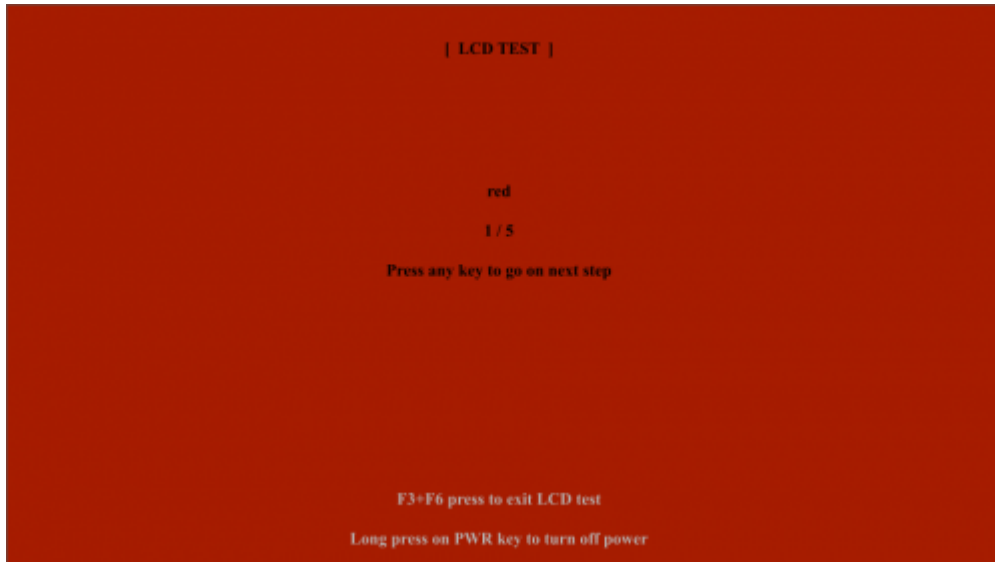 [ LCD TEST ]
red
1 / 5
Press any key to go on next step
F3+F6 press to exit LCD test
Long press on PWR key to turn off power